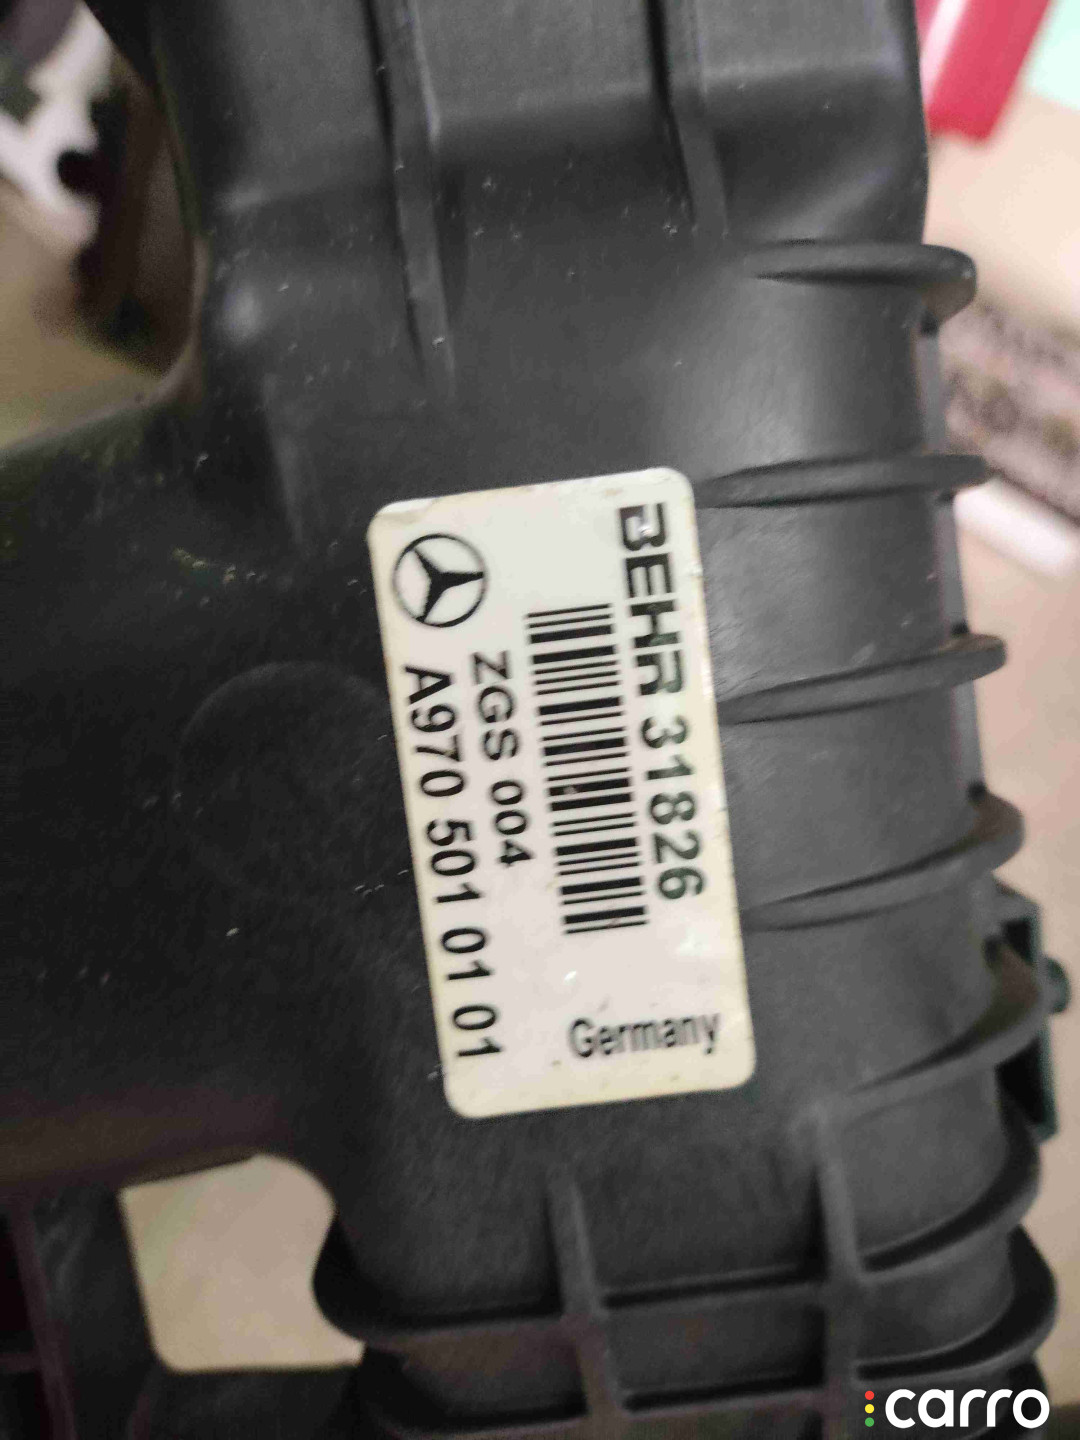 BEHR 31826
ZGS 004
A970 501 01 01
Germany
carro